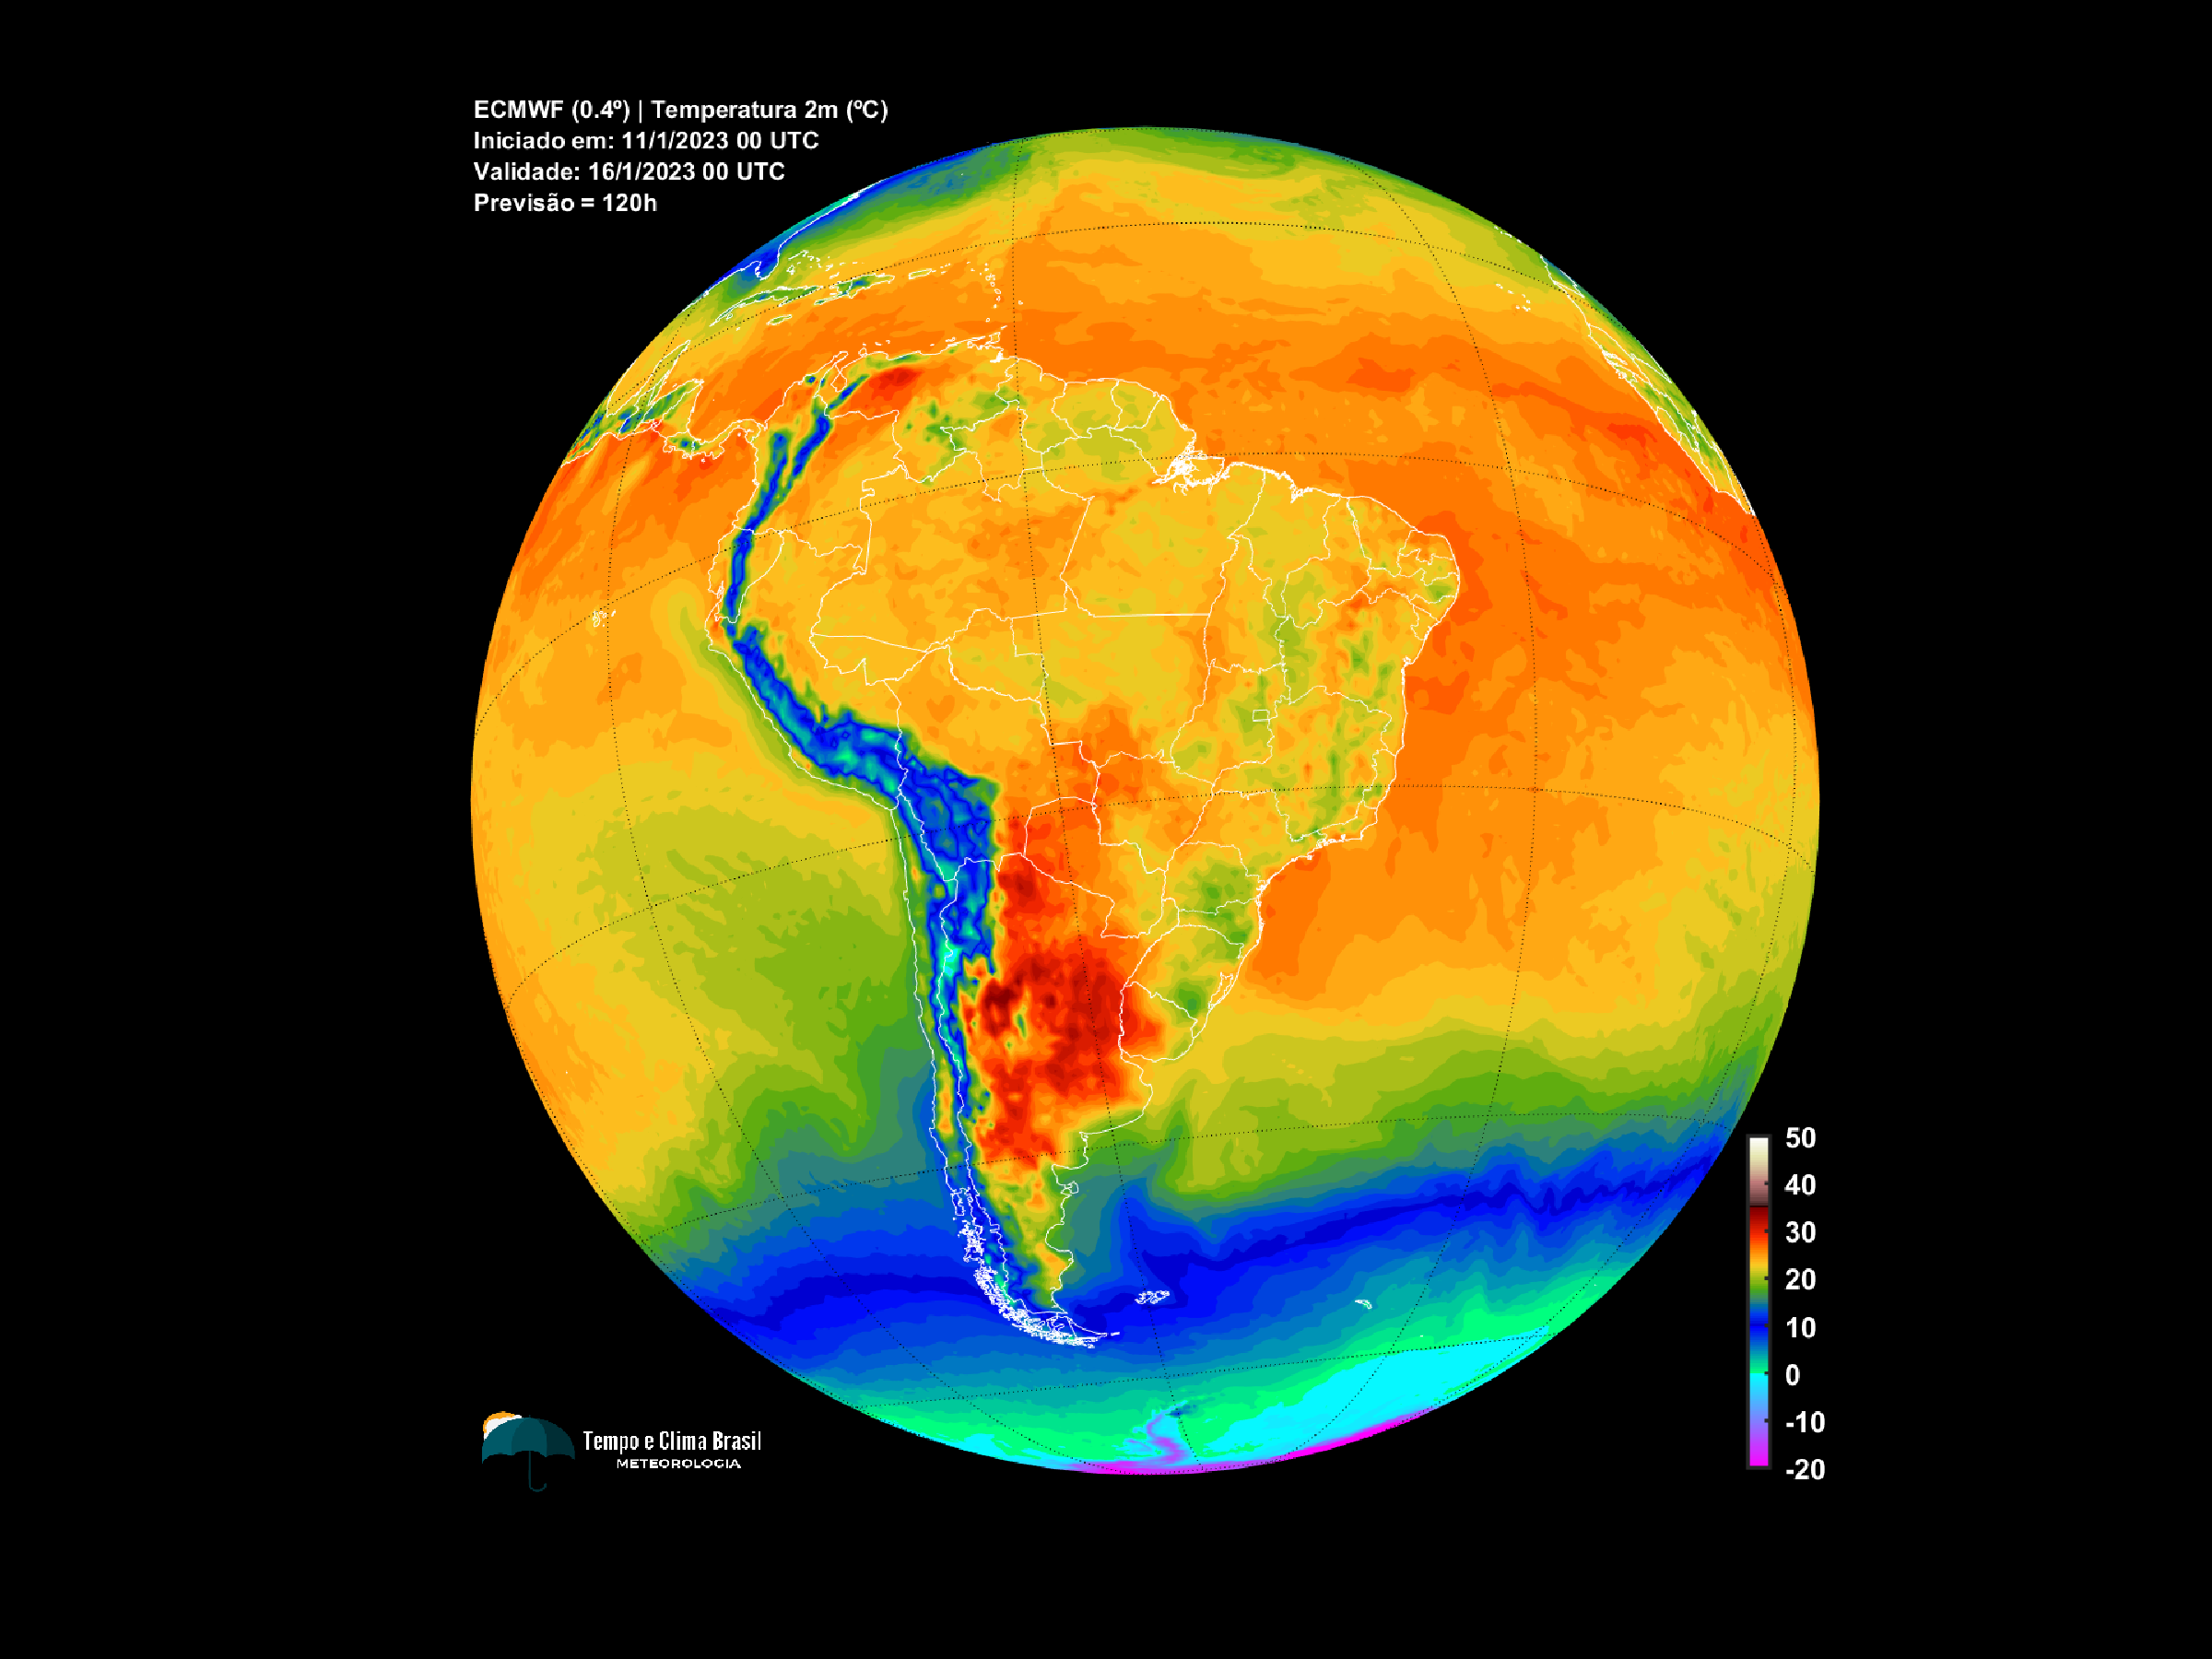 ECMWF (0.4º) | Temperatura 2m (ºC)
Iniciado em: 11/1/2023 00 UTC
Validade: 16/1/2023 00 UTC
Previsão = 120h
50
40
30
20
10
0
-10
-20
Tempo e Clima Brasil
METEOROLOGIA